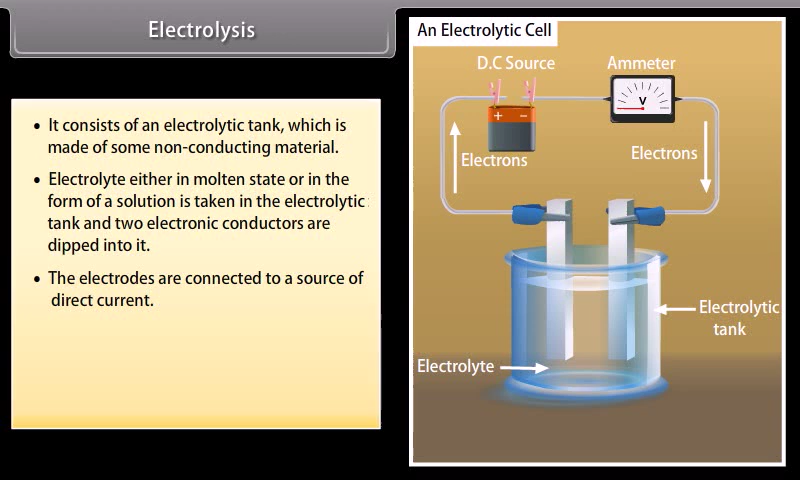 Electrolysis
• It consists of an electrolytic tank, which is
made of some non-conducting material.
• Electrolyte either in molten state or in the
form of a solution is taken in the electrolytic
tank and two electronic conductors are
dipped into it.
• The electrodes are connected to a source of
direct current.
An Electrolytic Cell
D.C Source
Ammeter
+ −
V
Electrons
Electrons
Electrolytic
tank
Electrolyte